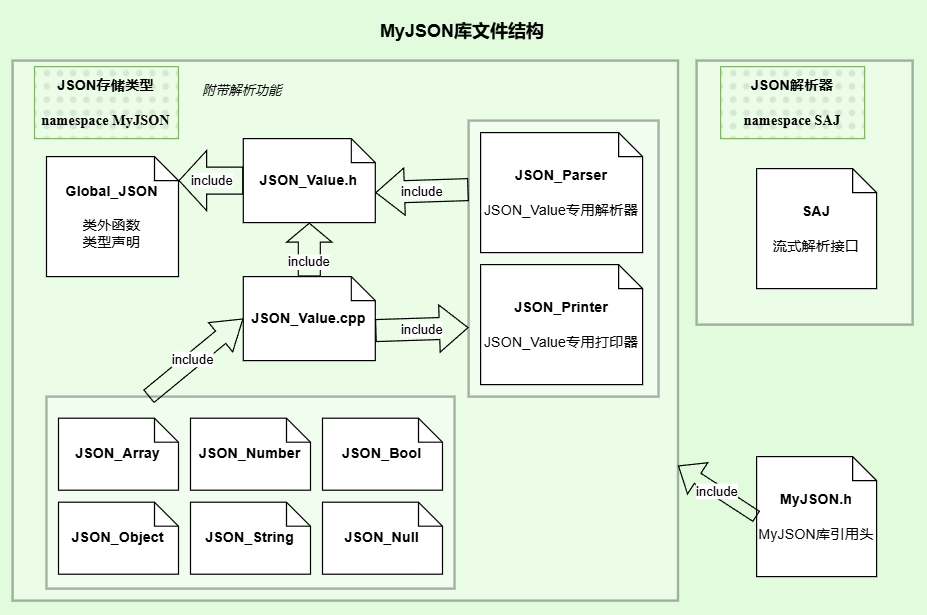 MyJSON库文件结构
JSON存储类型
namespace MyJSON
附带解析功能
JSON解析器
namespace SAJ
Global_JSON
类外函数
类型声明
include
JSON_Value.h
include
JSON_Parser
JSON_Value专用解析器
SAJ
流式解析接口
include
JSON_Value.cpp
include
JSON_Printer
JSON_Value专用打印器
include
JSON_Array
JSON_Number
JSON_Bool
JSON_Object
JSON_String
JSON_Null
include
MyJSON.h
MyJSON库引用头